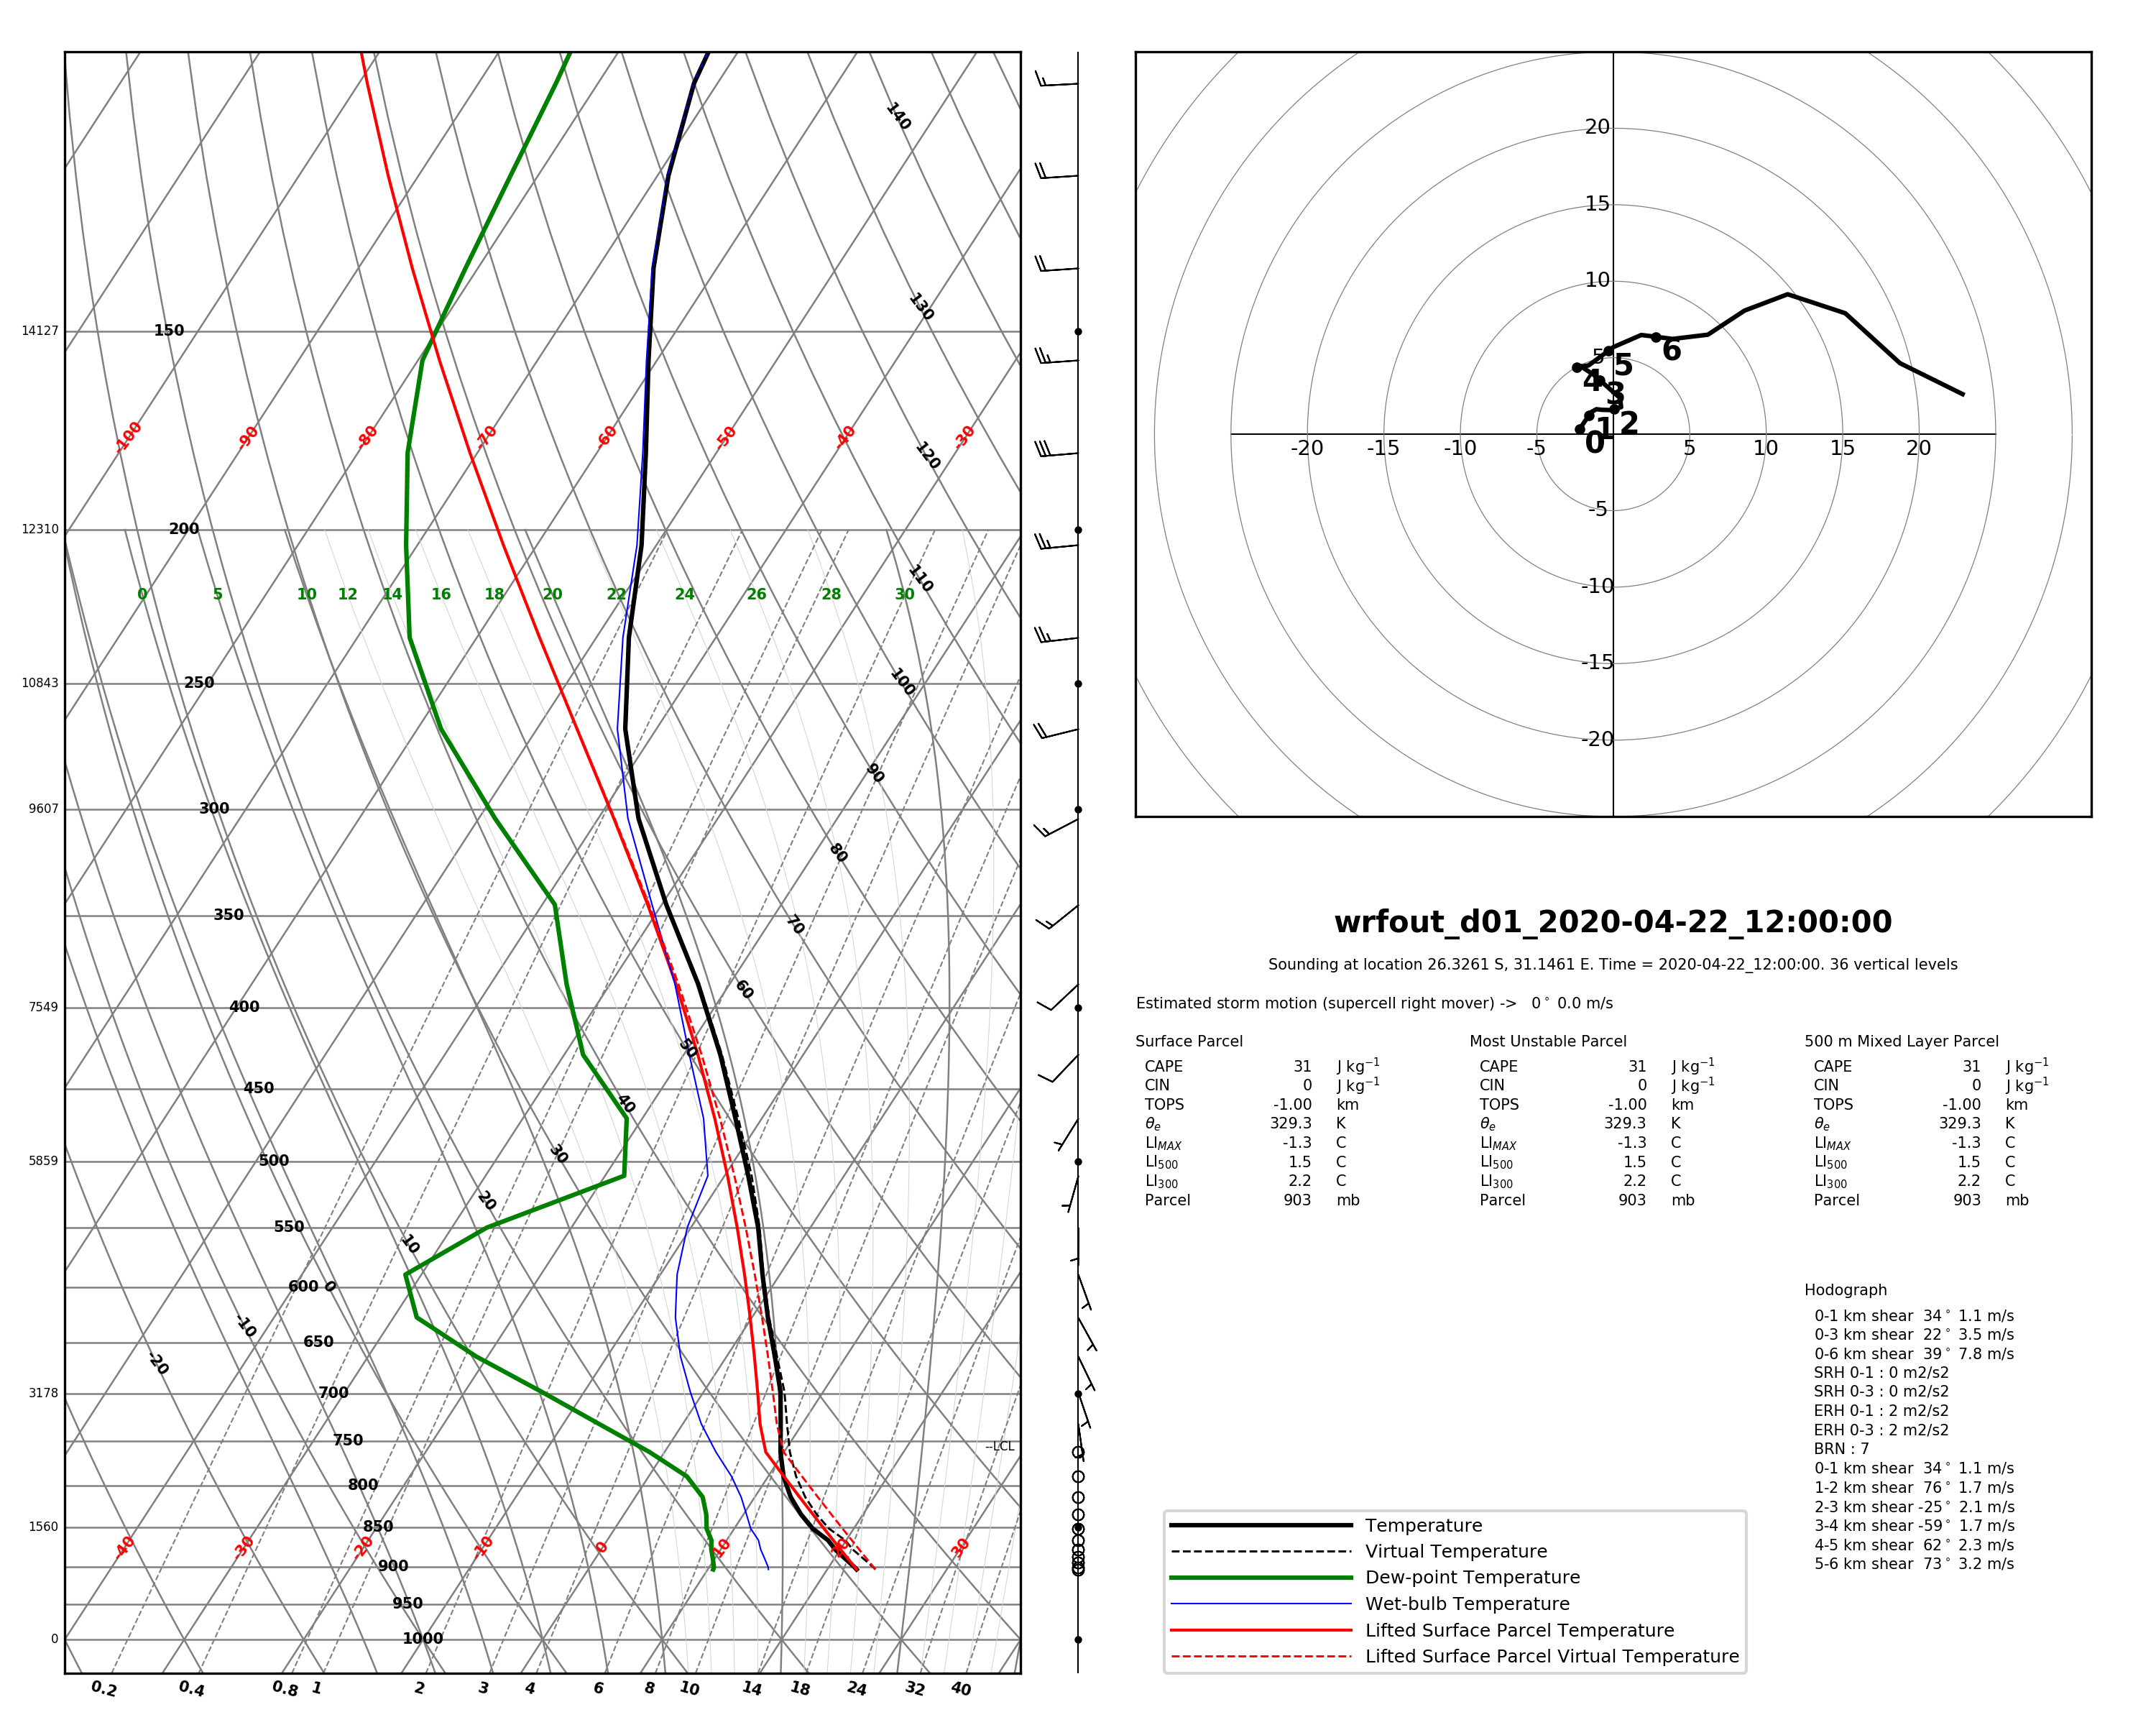 140
130
14127 150
-100 -90 -80 -70 -60 -50 -40 -30
120
12310 200
110
0 5 10 12 14 16 18 20 22 24 26 28 30
100
10843 250
90
9607 300
80
350
70
60
7549 400
50
450
40
5859 500
30
20
550
10
600 0
-10
650
-20
3178 700
750
--LCL
800
1560 850
-40 -30 -20 -10 0 10 20 30
900
950
0 1000
0.2 0.4 0.8 1 2 3 4 6 8 10 14 18 24 32 40
20
15
10
5
6
5
4
3
2
1
0
-20 -15 -10 -5 5 10 15 20
-5
-10
-15
-20
wrfout_d01_2020-04-22_12:00:00
Sounding at location 26.3261 S, 31.1461 E. Time = 2020-04-22_12:00:00. 36 vertical levels
Estimated storm motion (supercell right mover) -> 0° 0.0 m/s
Surface Parcel
CAPE 31 J kg⁻¹
CIN 0 J kg⁻¹
TOPS -1.00 km
θe 329.3 K
LIMAX -1.3 C
LI500 1.5 C
LI300 2.2 C
Parcel 903 mb
Most Unstable Parcel
CAPE 31 J kg⁻¹
CIN 0 J kg⁻¹
TOPS -1.00 km
θe 329.3 K
LIMAX -1.3 C
LI500 1.5 C
LI300 2.2 C
Parcel 903 mb
500 m Mixed Layer Parcel
CAPE 31 J kg⁻¹
CIN 0 J kg⁻¹
TOPS -1.00 km
θe 329.3 K
LIMAX -1.3 C
LI500 1.5 C
LI300 2.2 C
Parcel 903 mb
Hodograph
0-1 km shear 34° 1.1 m/s
0-3 km shear 22° 3.5 m/s
0-6 km shear 39° 7.8 m/s
SRH 0-1 : 0 m2/s2
SRH 0-3 : 0 m2/s2
ERH 0-1 : 2 m2/s2
ERH 0-3 : 2 m2/s2
BRN : 7
0-1 km shear 34° 1.1 m/s
1-2 km shear 76° 1.7 m/s
2-3 km shear -25° 2.1 m/s
3-4 km shear -59° 1.7 m/s
4-5 km shear 62° 2.3 m/s
5-6 km shear 73° 3.2 m/s
Temperature
Virtual Temperature
Dew-point Temperature
Wet-bulb Temperature
Lifted Surface Parcel Temperature
Lifted Surface Parcel Virtual Temperature